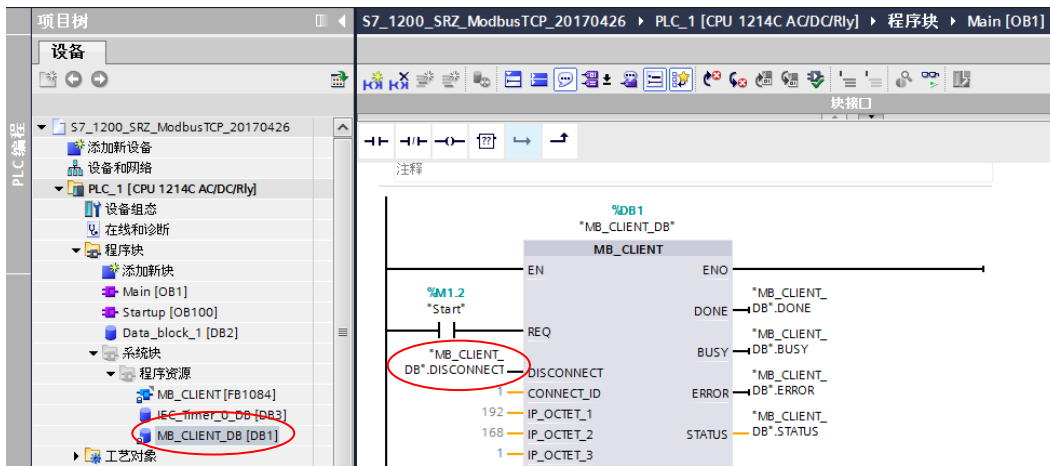 项目树
S7_1200_SRZ_ModbusTCP_20170426 ▸ PLC_1 [CPU 1214C AC/DC/Rly] ▸ 程序块 ▸ Main [OB1]
设备
块接口
PLC 编程
S7_1200_SRZ_ModbusTCP_20170426
添加新设备
设备和网络
PLC_1 [CPU 1214C AC/DC/Rly]
设备组态
在线和诊断
程序块
添加新块
Main [OB1]
Startup [OB100]
Data_block_1 [DB2]
系统块
程序资源
MB_CLIENT [FB1084]
IEC_Timer_0_DB [DB3]
MB_CLIENT_DB [DB1]
工艺对象
??
注释
%DB1
"MB_CLIENT_DB"
MB_CLIENT
EN
ENO
%M1.2
"Start"
REQ
"MB_CLIENT_
DB".DISCONNECT
DISCONNECT
1
CONNECT_ID
192
IP_OCTET_1
168
IP_OCTET_2
1
IP_OCTET_3
DONE
"MB_CLIENT_
DB".DONE
BUSY
"MB_CLIENT_
DB".BUSY
ERROR
"MB_CLIENT_
DB".ERROR
STATUS
"MB_CLIENT_
DB".STATUS